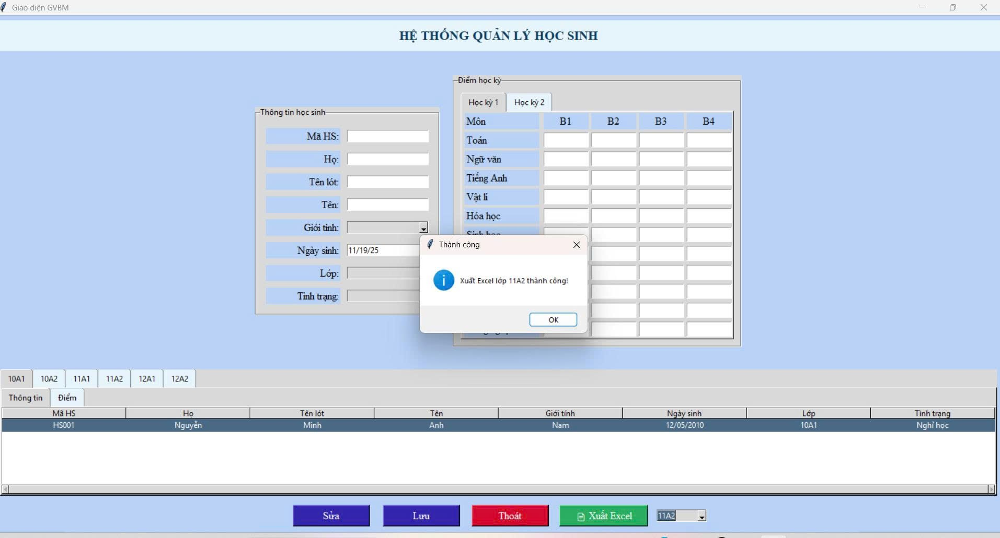 Giao diện GVBM
HỆ THỐNG QUẢN LÝ HỌC SINH
Thông tin học sinh
Mã HS:
Họ:
Tên lót:
Tên:
Giới tính:
Ngày sinh: 11/19/25
Lớp:
Tình trạng:
Điểm học kỳ
Học kỳ 1 Học kỳ 2
Môn B1 B2 B3 B4
Toán
Ngữ văn
Tiếng Anh
Vật lí
Hóa học
Thành công
Xuất Excel lớp 11A2 thành công!
OK
10A1 10A2 11A1 11A2 12A1 12A2
Thông tin Điểm
Mã HS Họ Tên lót Tên Giới tính Ngày sinh Lớp Tình trạng
HS001 Nguyễn Minh Anh Nam 12/05/2010 10A1 Nghỉ học
Sửa Lưu Thoát Xuất Excel 11A2